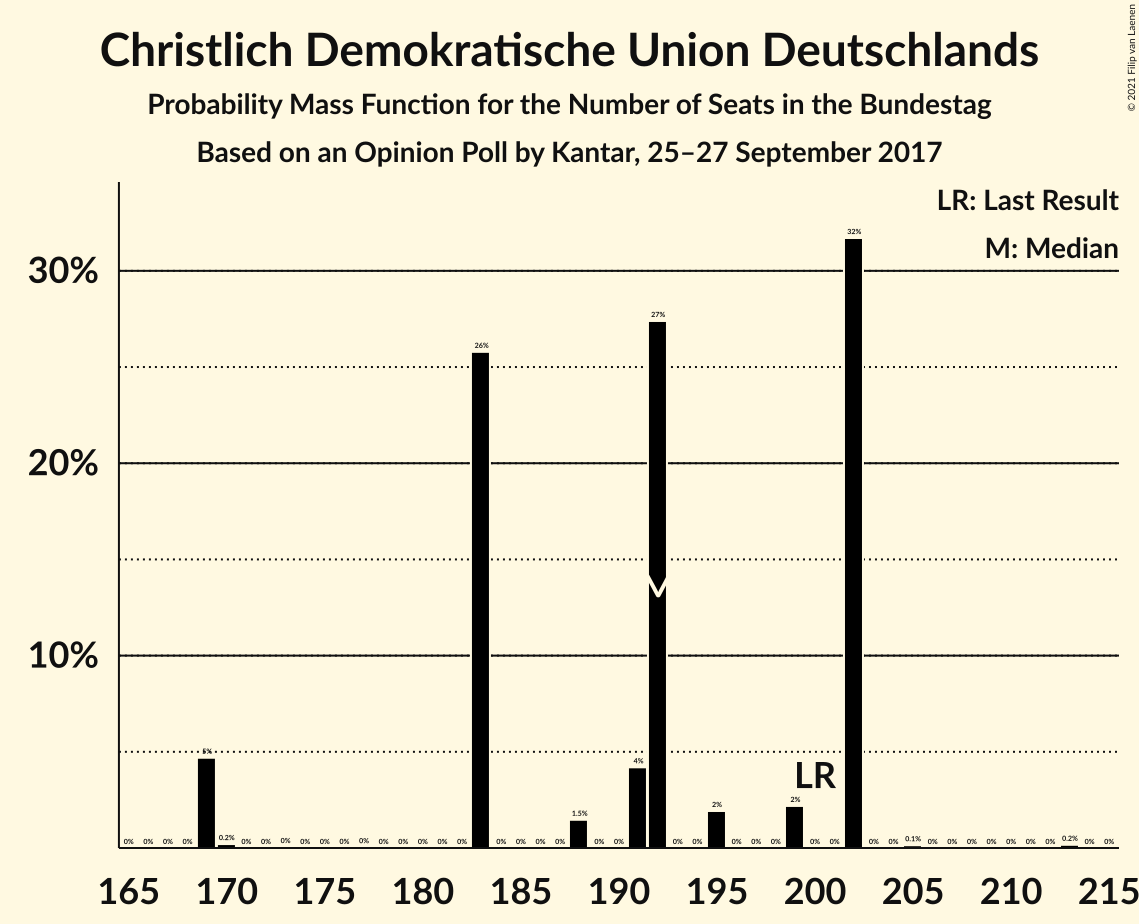 Christlich Demokratische Union Deutschlands
Probability Mass Function for the Number of Seats in the Bundestag
Based on an Opinion Poll by Kantar, 25–27 September 2017
© 2021 Filip van Laenen
LR: Last Result
M: Median
30%
20%
10%
0% 0% 0% 0% 5% 0.2% 0% 0% 0% 0% 0% 0% 0% 0% 0% 0% 0% 0% 26% 0% 0% 0% 0% 1.5% 0% 0% 4% 27% 0% 0% 2% 0% 0% 0% 2% 0% 0% 32% 0% 0% 0.1% 0% 0% 0% 0% 0% 0% 0% 0.2% 0% 0%
LR
165 170 175 180 185 190 195 200 205 210 215